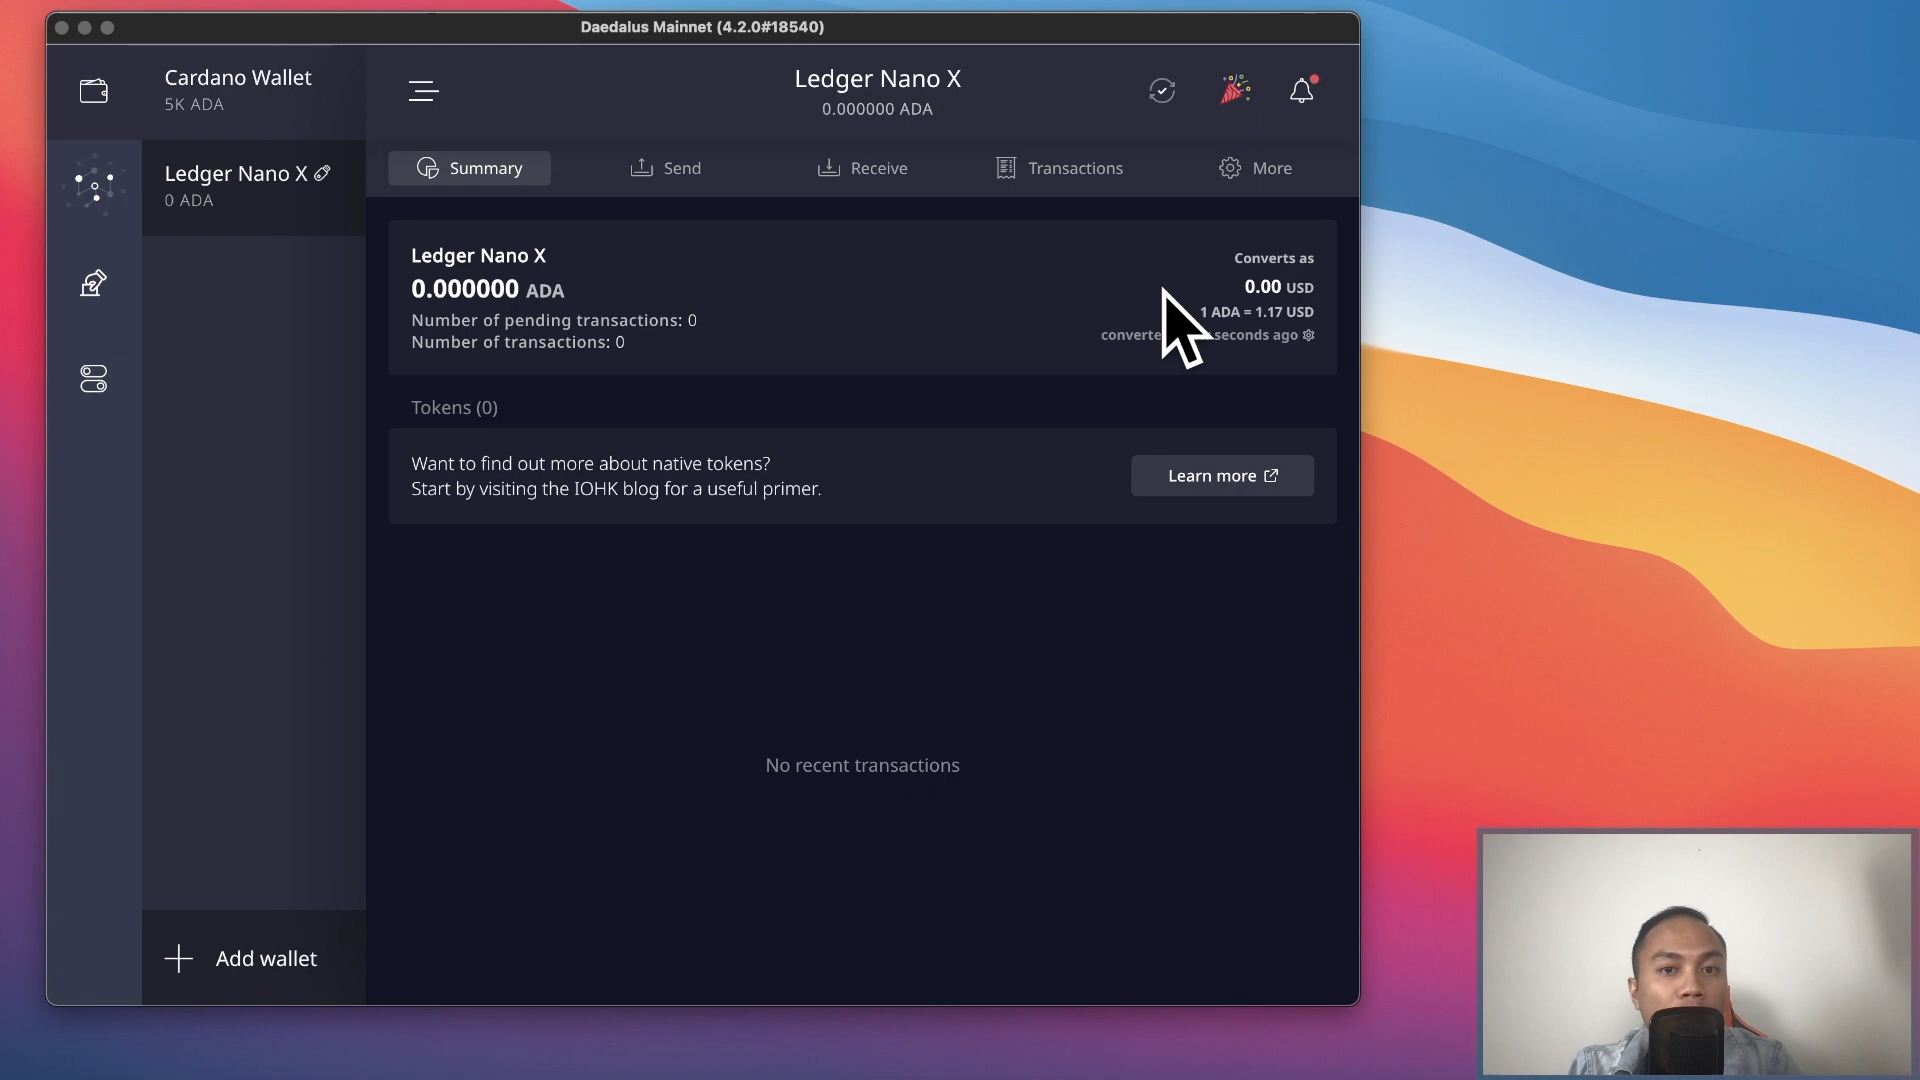 Daedalus Mainnet (4.2.0#18540)
Cardano Wallet
5K ADA
Ledger Nano X
0 ADA
Add wallet
Ledger Nano X
0.000000 ADA
Summary
Send
Receive
Transactions
More
Ledger Nano X
0.000000 ADA
Number of pending transactions: 0
Number of transactions: 0
Converts as
0.00 USD
1 ADA = 1.17 USD
seconds ago
Tokens (0)
Want to find out more about native tokens?
Start by visiting the IOHK blog for a useful primer.
Learn more
No recent transactions